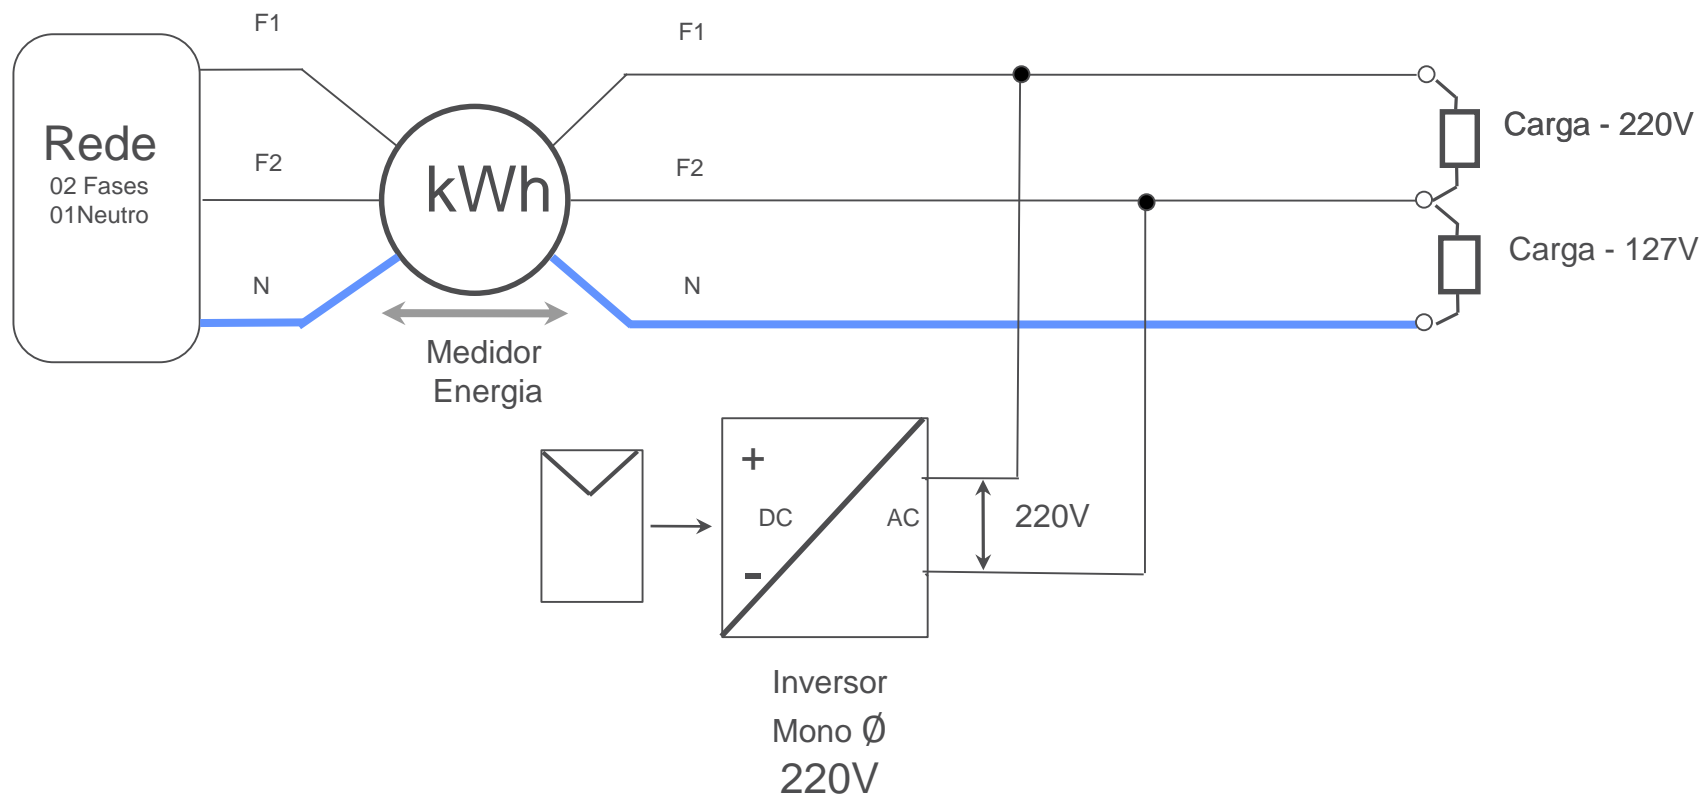 F1
F1
Rede
02 Fases
01Neutro
F2
kWh
F2
Carga - 220V
N
N
Carga - 127V
Medidor
Energia
+
DC
AC
220V
-
Inversor
Mono Ø
220V